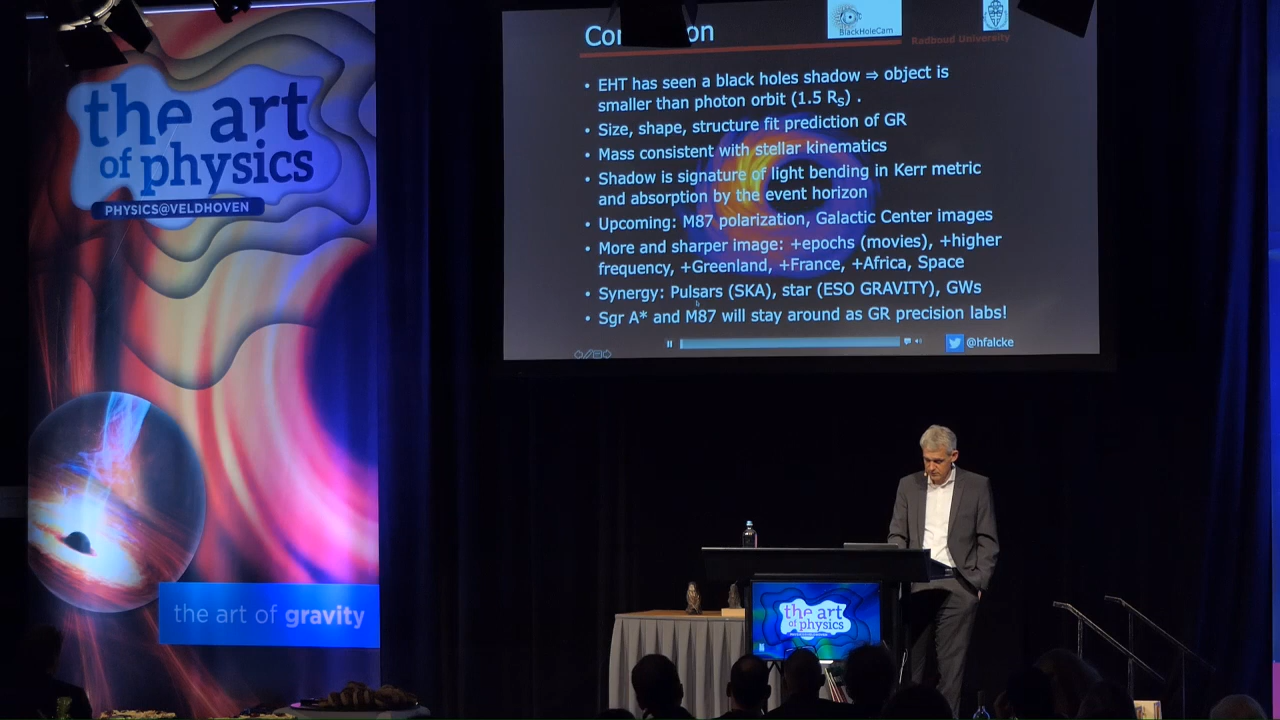 the art
of physics
PHYSICS@VELDHOVEN
the art of gravity
BlackHoleCam
Radboud University
• EHT has seen a black holes shadow ⇒ object is
smaller than photon orbit (1.5 RS) .
• Size, shape, structure fit prediction of GR
• Mass consistent with stellar kinematics
• Shadow is signature of light bending in Kerr metric
and absorption by the event horizon
• Upcoming: M87 polarization, Galactic Center images
• More and sharper image: +epochs (movies), +higher
frequency, +Greenland, +France, +Africa, Space
• Synergy: Pulsars (SKA), star (ESO GRAVITY), GWs
• Sgr A* and M87 will stay around as GR precision labs!
@hfalcke
the art
of physics